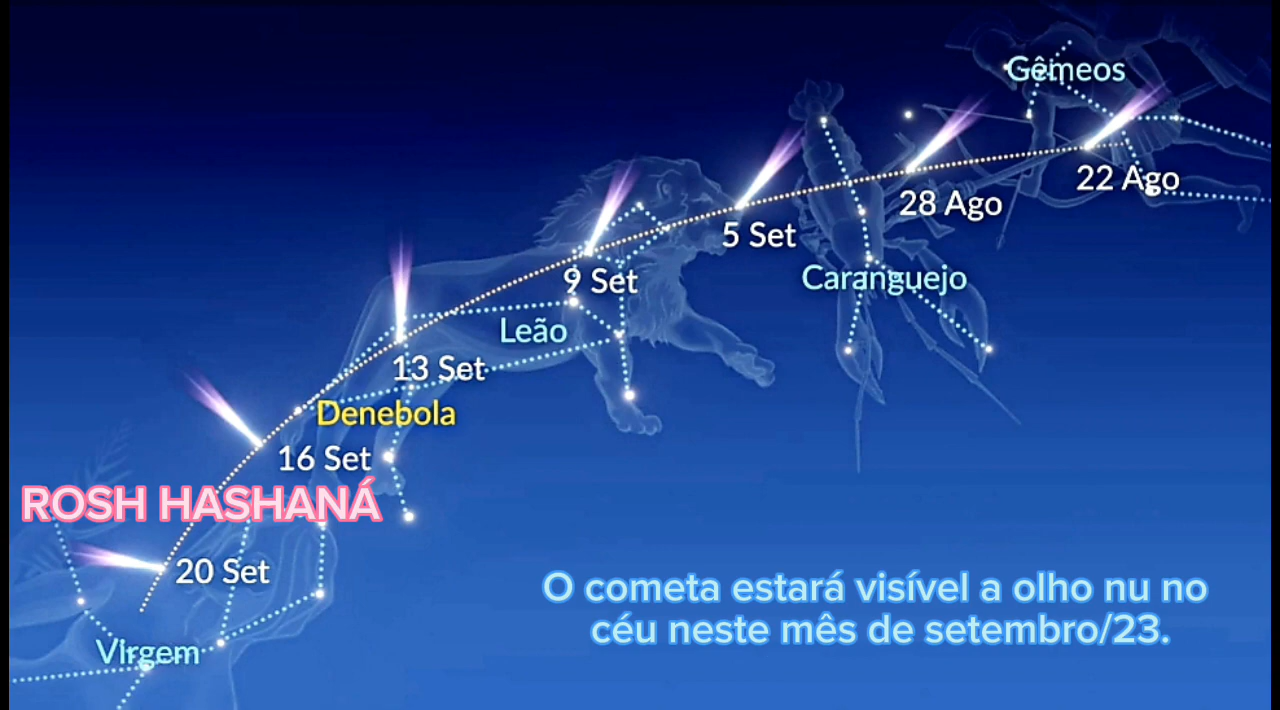 Gêmeos
22 Ago
28 Ago
5 Set
Caranguejo
9 Set
Leão
13 Set
Denebola
16 Set
ROSH HASHANÁ
20 Set
O cometa estará visível a olho nu no
céu neste mês de setembro/23.
Virgem